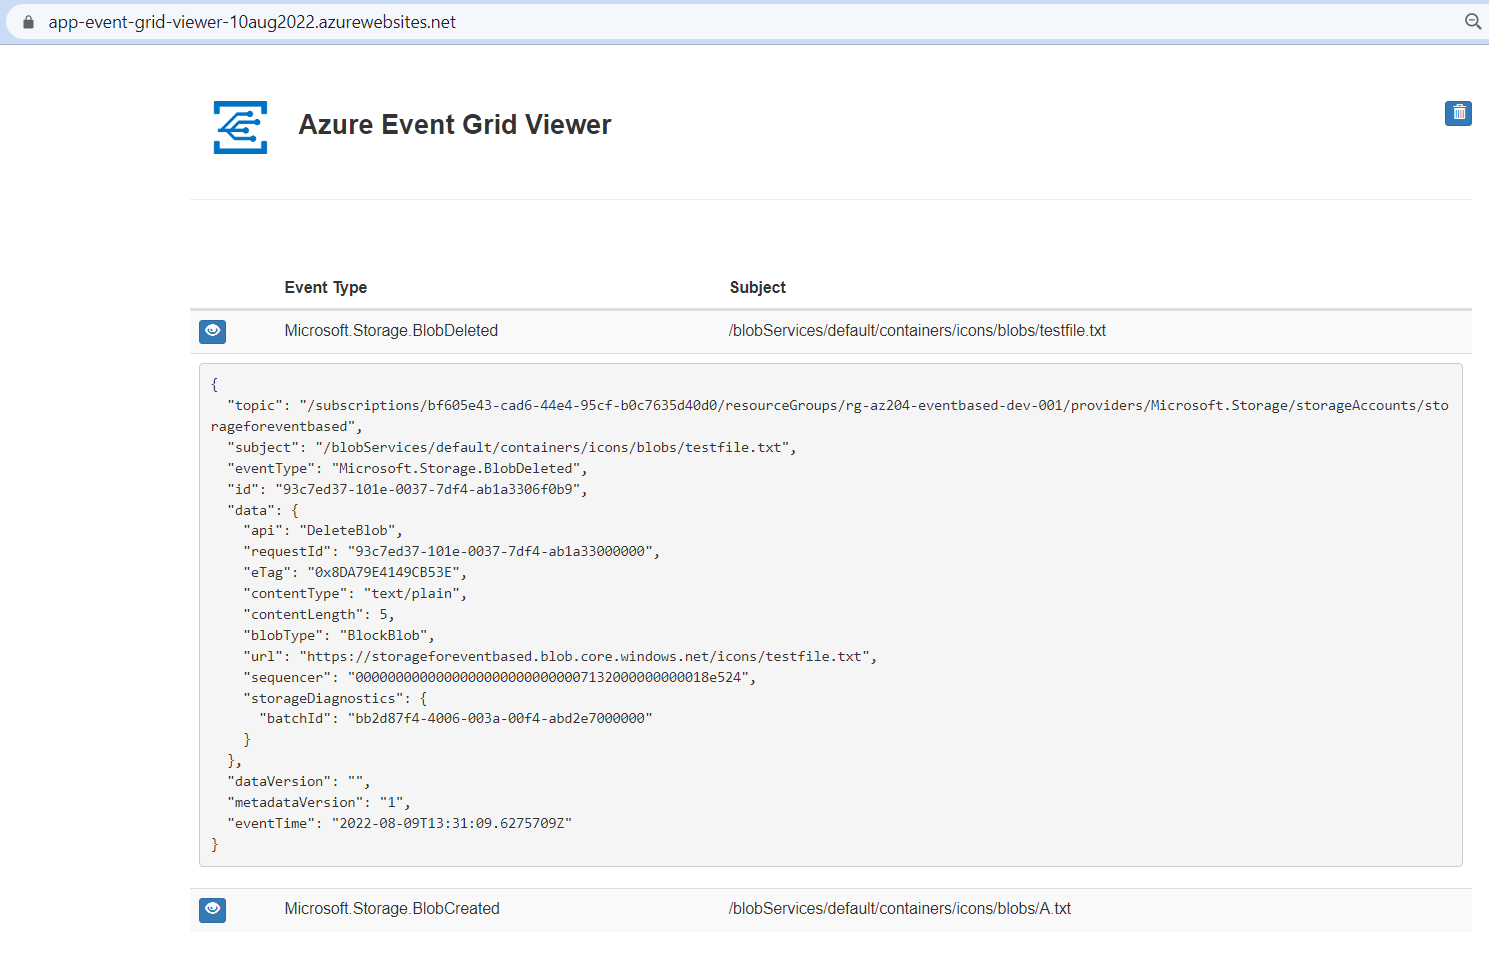 app-event-grid-viewer-10aug2022.azurewebsites.net
Azure Event Grid Viewer
Event Type Subject
Microsoft.Storage.BlobDeleted /blobServices/default/containers/icons/blobs/testfile.txt
{
  "topic": "/subscriptions/bf605e43-cad6-44e4-95cf-b0c7635d40d0/resourceGroups/rg-az204-eventbased-dev-001/providers/Microsoft.Storage/storageAccounts/sto
rageforeventbased",
  "subject": "/blobServices/default/containers/icons/blobs/testfile.txt",
  "eventType": "Microsoft.Storage.BlobDeleted",
  "id": "93c7ed37-101e-0037-7df4-ab1a3306f0b9",
  "data": {
    "api": "DeleteBlob",
    "requestId": "93c7ed37-101e-0037-7df4-ab1a33000000",
    "eTag": "0x8DA79E4149CB53E",
    "contentType": "text/plain",
    "contentLength": 5,
    "blobType": "BlockBlob",
    "url": "https://storageforeventbased.blob.core.windows.net/icons/testfile.txt",
    "sequencer": "00000000000000000000000000007132000000000018e524",
    "storageDiagnostics": {
      "batchId": "bb2d87f4-4006-003a-00f4-abd2e7000000"
    }
  },
  "dataVersion": "",
  "metadataVersion": "1",
  "eventTime": "2022-08-09T13:31:09.6275709Z"
}
Microsoft.Storage.BlobCreated /blobServices/default/containers/icons/blobs/A.txt